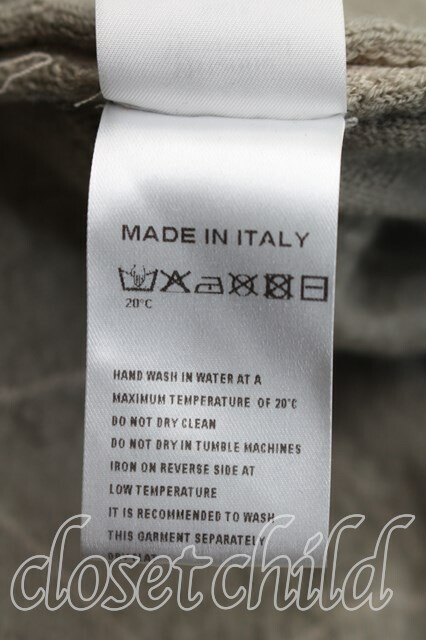 MADE IN ITALY
20°C
HAND WASH IN WATER AT A
MAXIMUM TEMPERATURE OF 20°C
DO NOT DRY CLEAN
DO NOT DRY IN TUMBLE MACHINES
IRON ON REVERSE SIDE AT
LOW TEMPERATURE
IT IS RECOMMENDED TO WASH
THIS GARMENT SEPARATELY
closet child